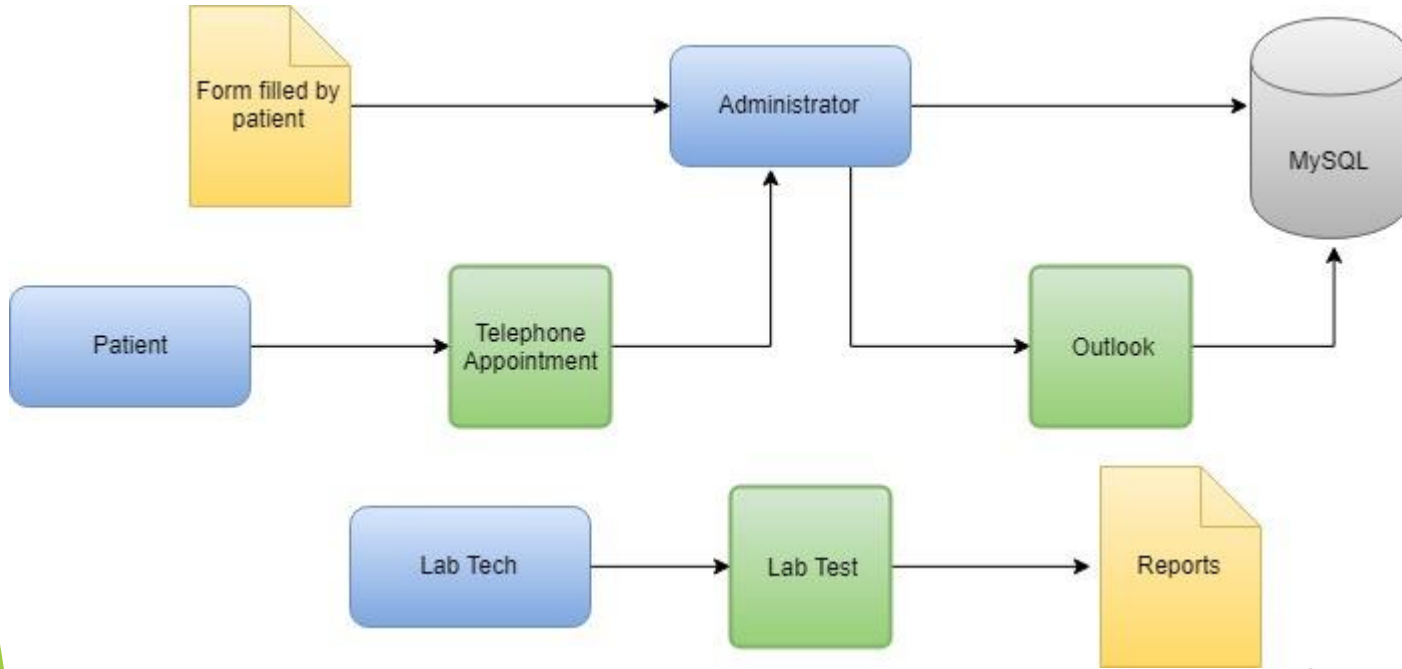 Form filled by
patient
Administrator
MySQL
Patient
Telephone
Appointment
Outlook
Lab Tech
Lab Test
Reports